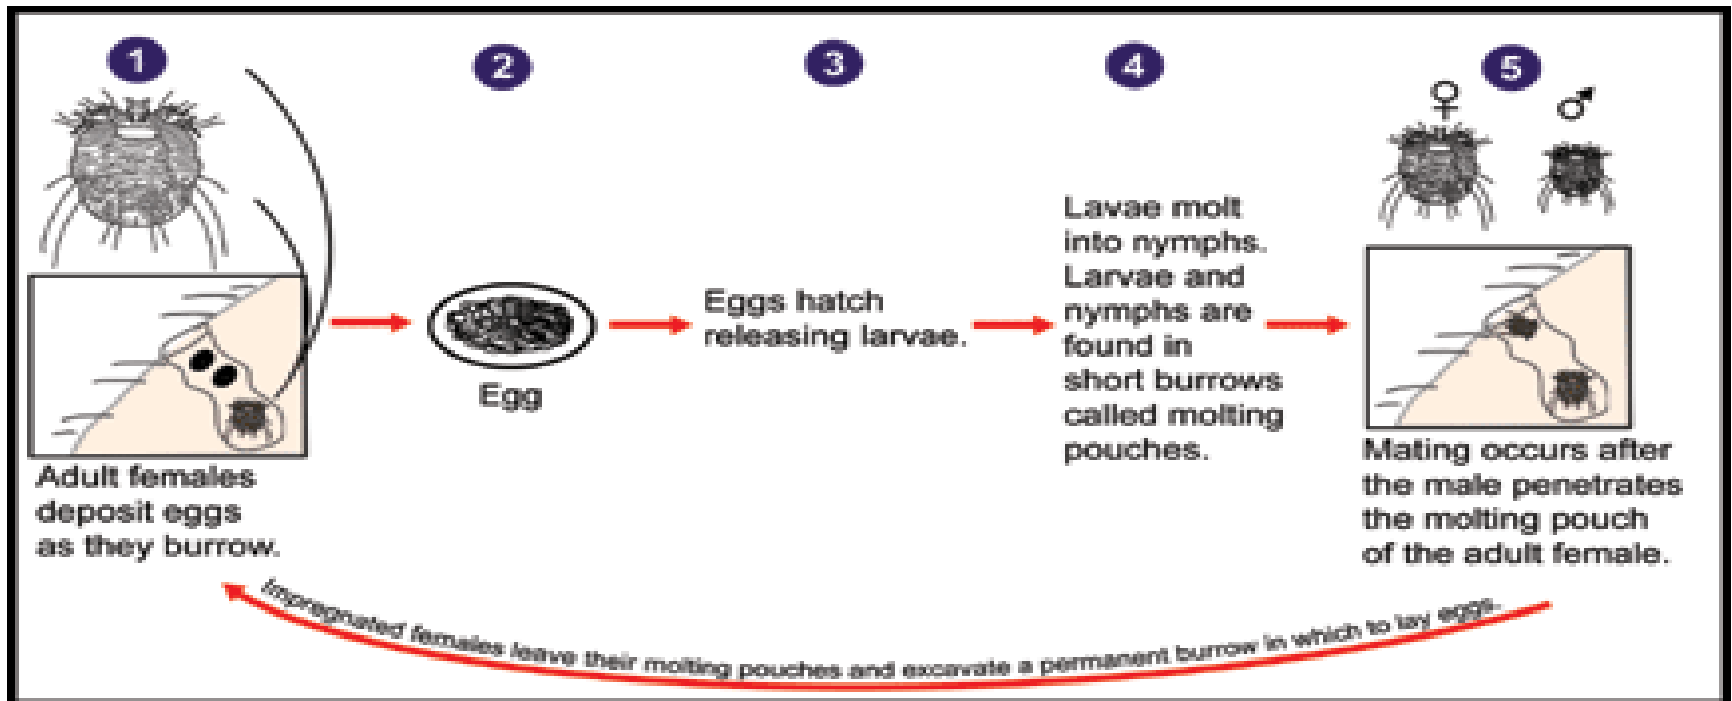 1
2
3
4
5
♀
♂
Adult females
deposit eggs
as they burrow.
Egg
Eggs hatch
releasing larvae.
Lavae molt
into nymphs.
Larvae and
nymphs are
found in
short burrows
called molting
pouches.
Mating occurs after
the male penetrates
the molting pouch
of the adult female.
Impregnated females leave their molting pouches and excavate a permanent burrow in which to lay eggs.